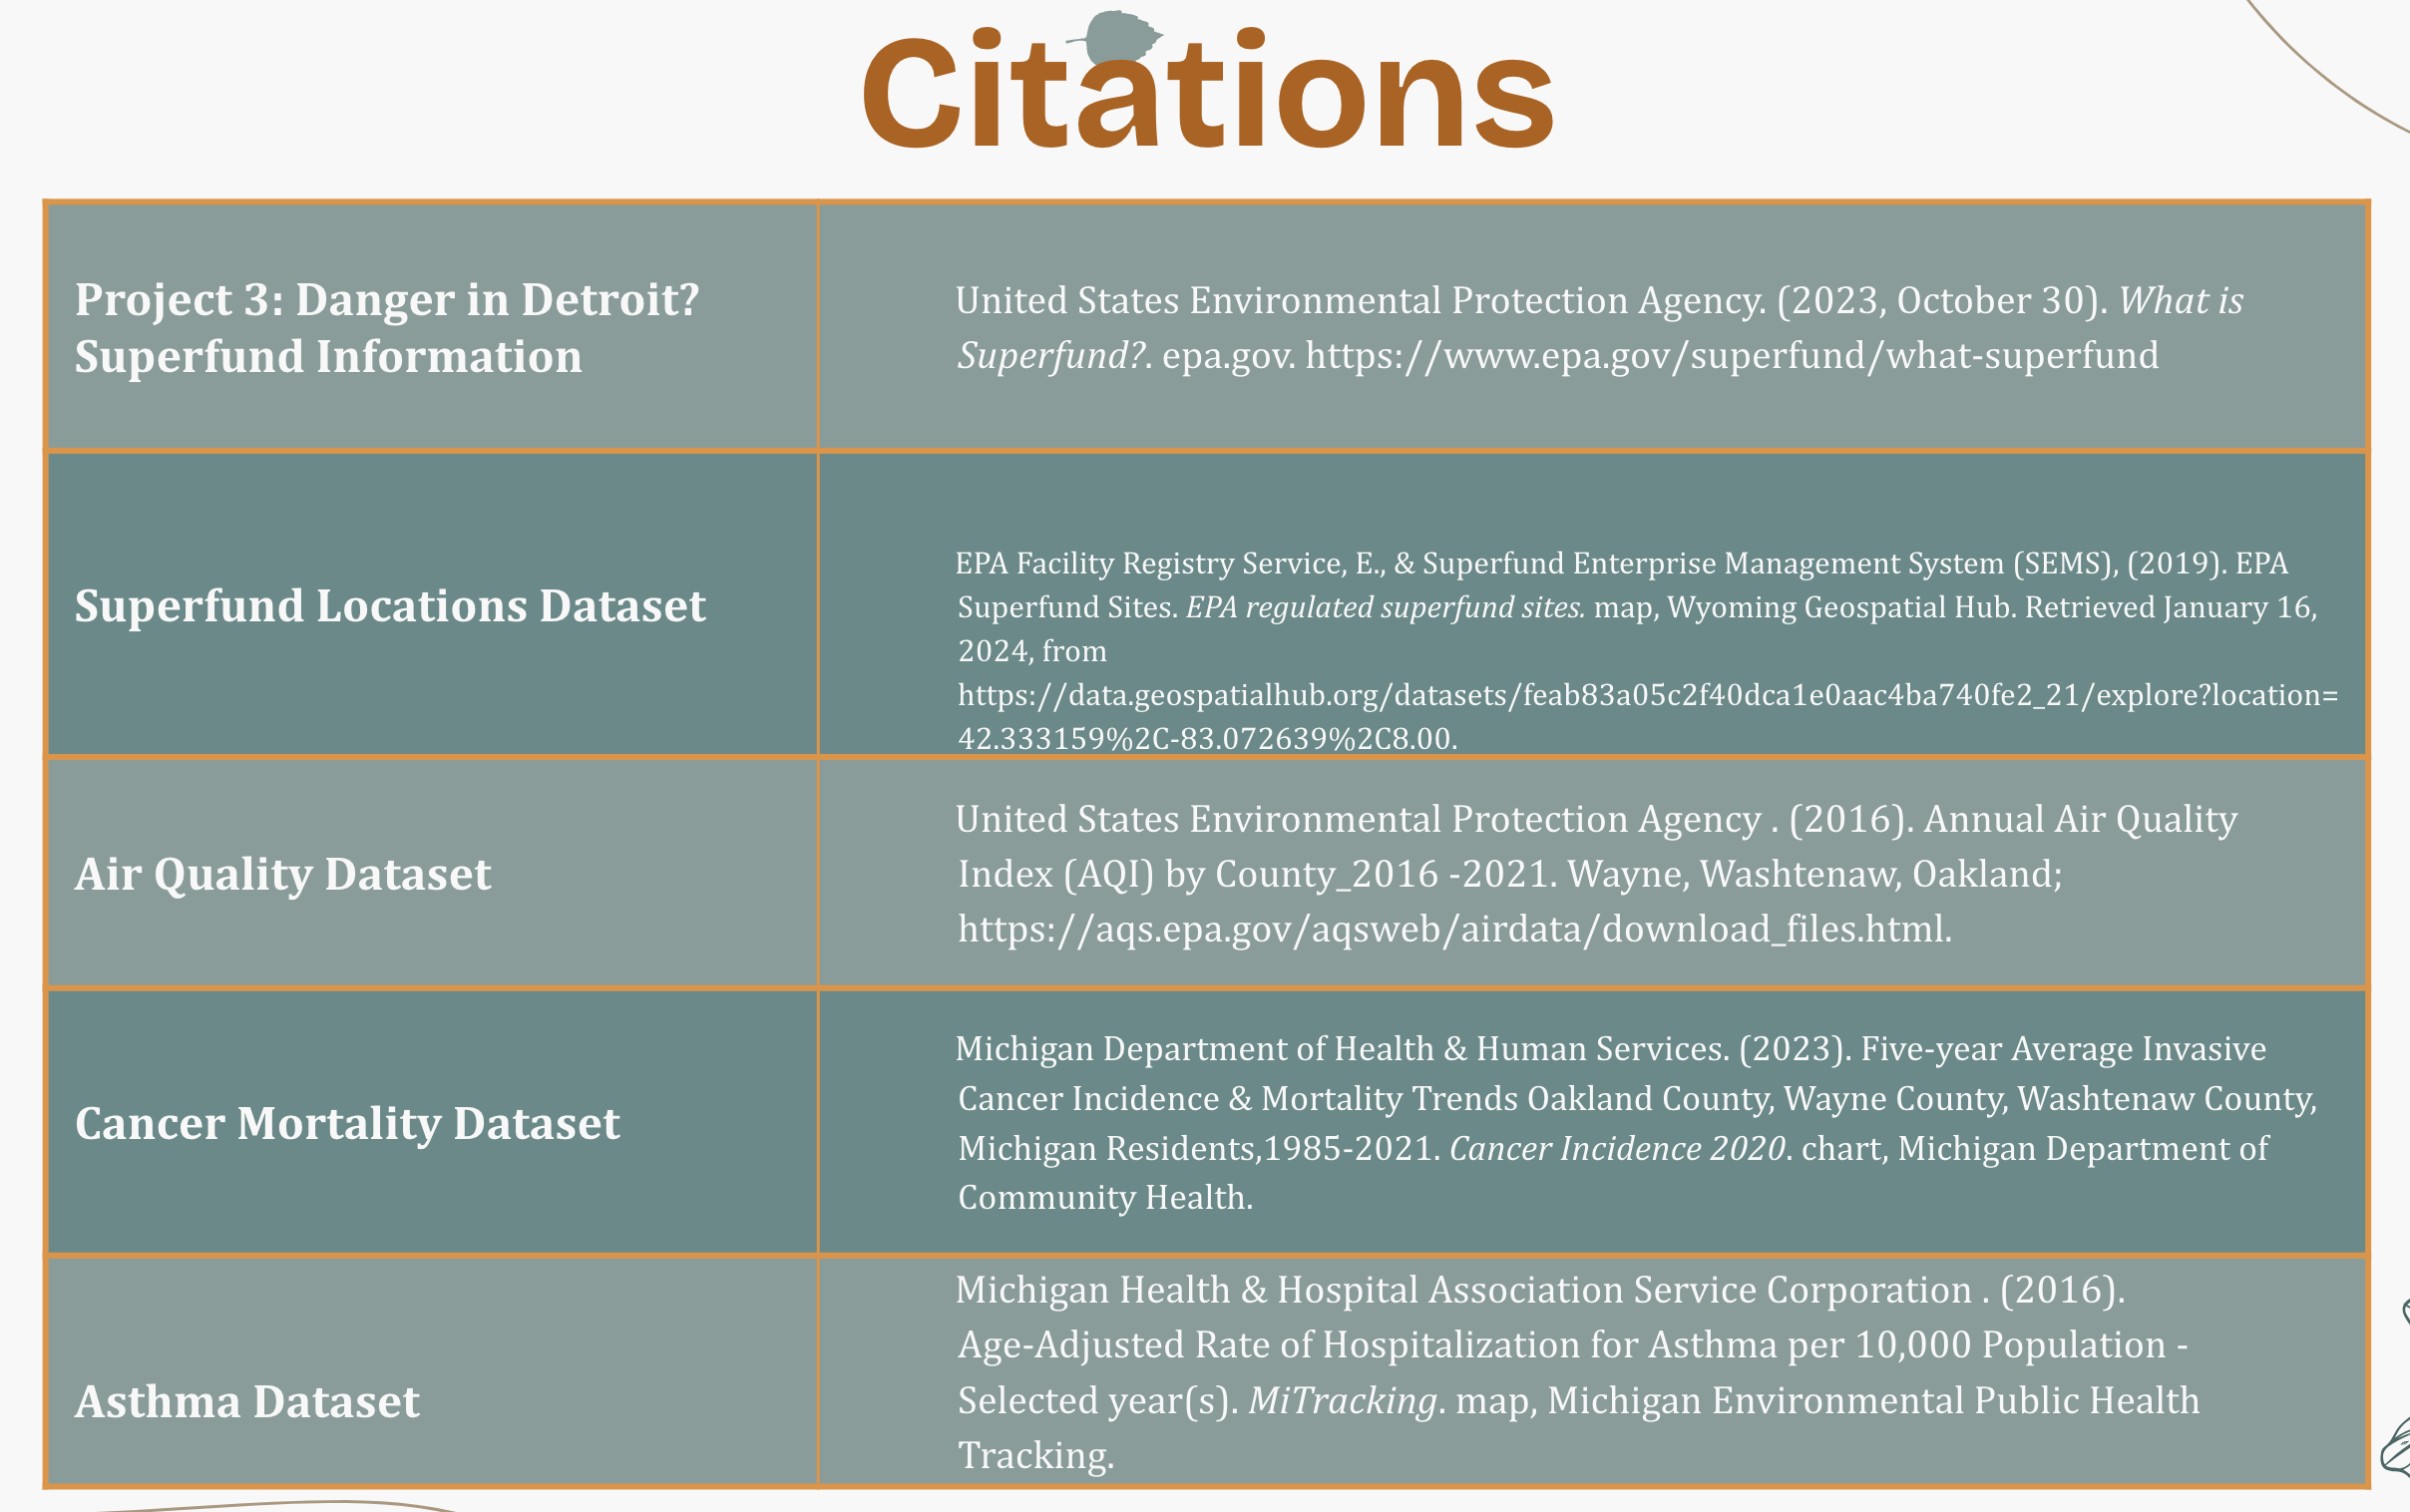 Citations
Project 3: Danger in Detroit?
Superfund Information
United States Environmental Protection Agency. (2023, October 30). What is
Superfund?. epa.gov. https://www.epa.gov/superfund/what-superfund
Superfund Locations Dataset
EPA Facility Registry Service, E., & Superfund Enterprise Management System (SEMS), (2019). EPA
Superfund Sites. EPA regulated superfund sites. map, Wyoming Geospatial Hub. Retrieved January 16,
2024, from
https://data.geospatialhub.org/datasets/feab83a05c2f40dca1e0aac4ba740fe2_21/explore?location=
42.333159%2C-83.072639%2C8.00.
Air Quality Dataset
United States Environmental Protection Agency . (2016). Annual Air Quality
Index (AQI) by County_2016 -2021. Wayne, Washtenaw, Oakland;
https://aqs.epa.gov/aqsweb/airdata/download_files.html.
Cancer Mortality Dataset
Michigan Department of Health & Human Services. (2023). Five-year Average Invasive
Cancer Incidence & Mortality Trends Oakland County, Wayne County, Washtenaw County,
Michigan Residents,1985-2021. Cancer Incidence 2020. chart, Michigan Department of
Community Health.
Asthma Dataset
Michigan Health & Hospital Association Service Corporation . (2016).
Age-Adjusted Rate of Hospitalization for Asthma per 10,000 Population -
Selected year(s). MiTracking. map, Michigan Environmental Public Health
Tracking.